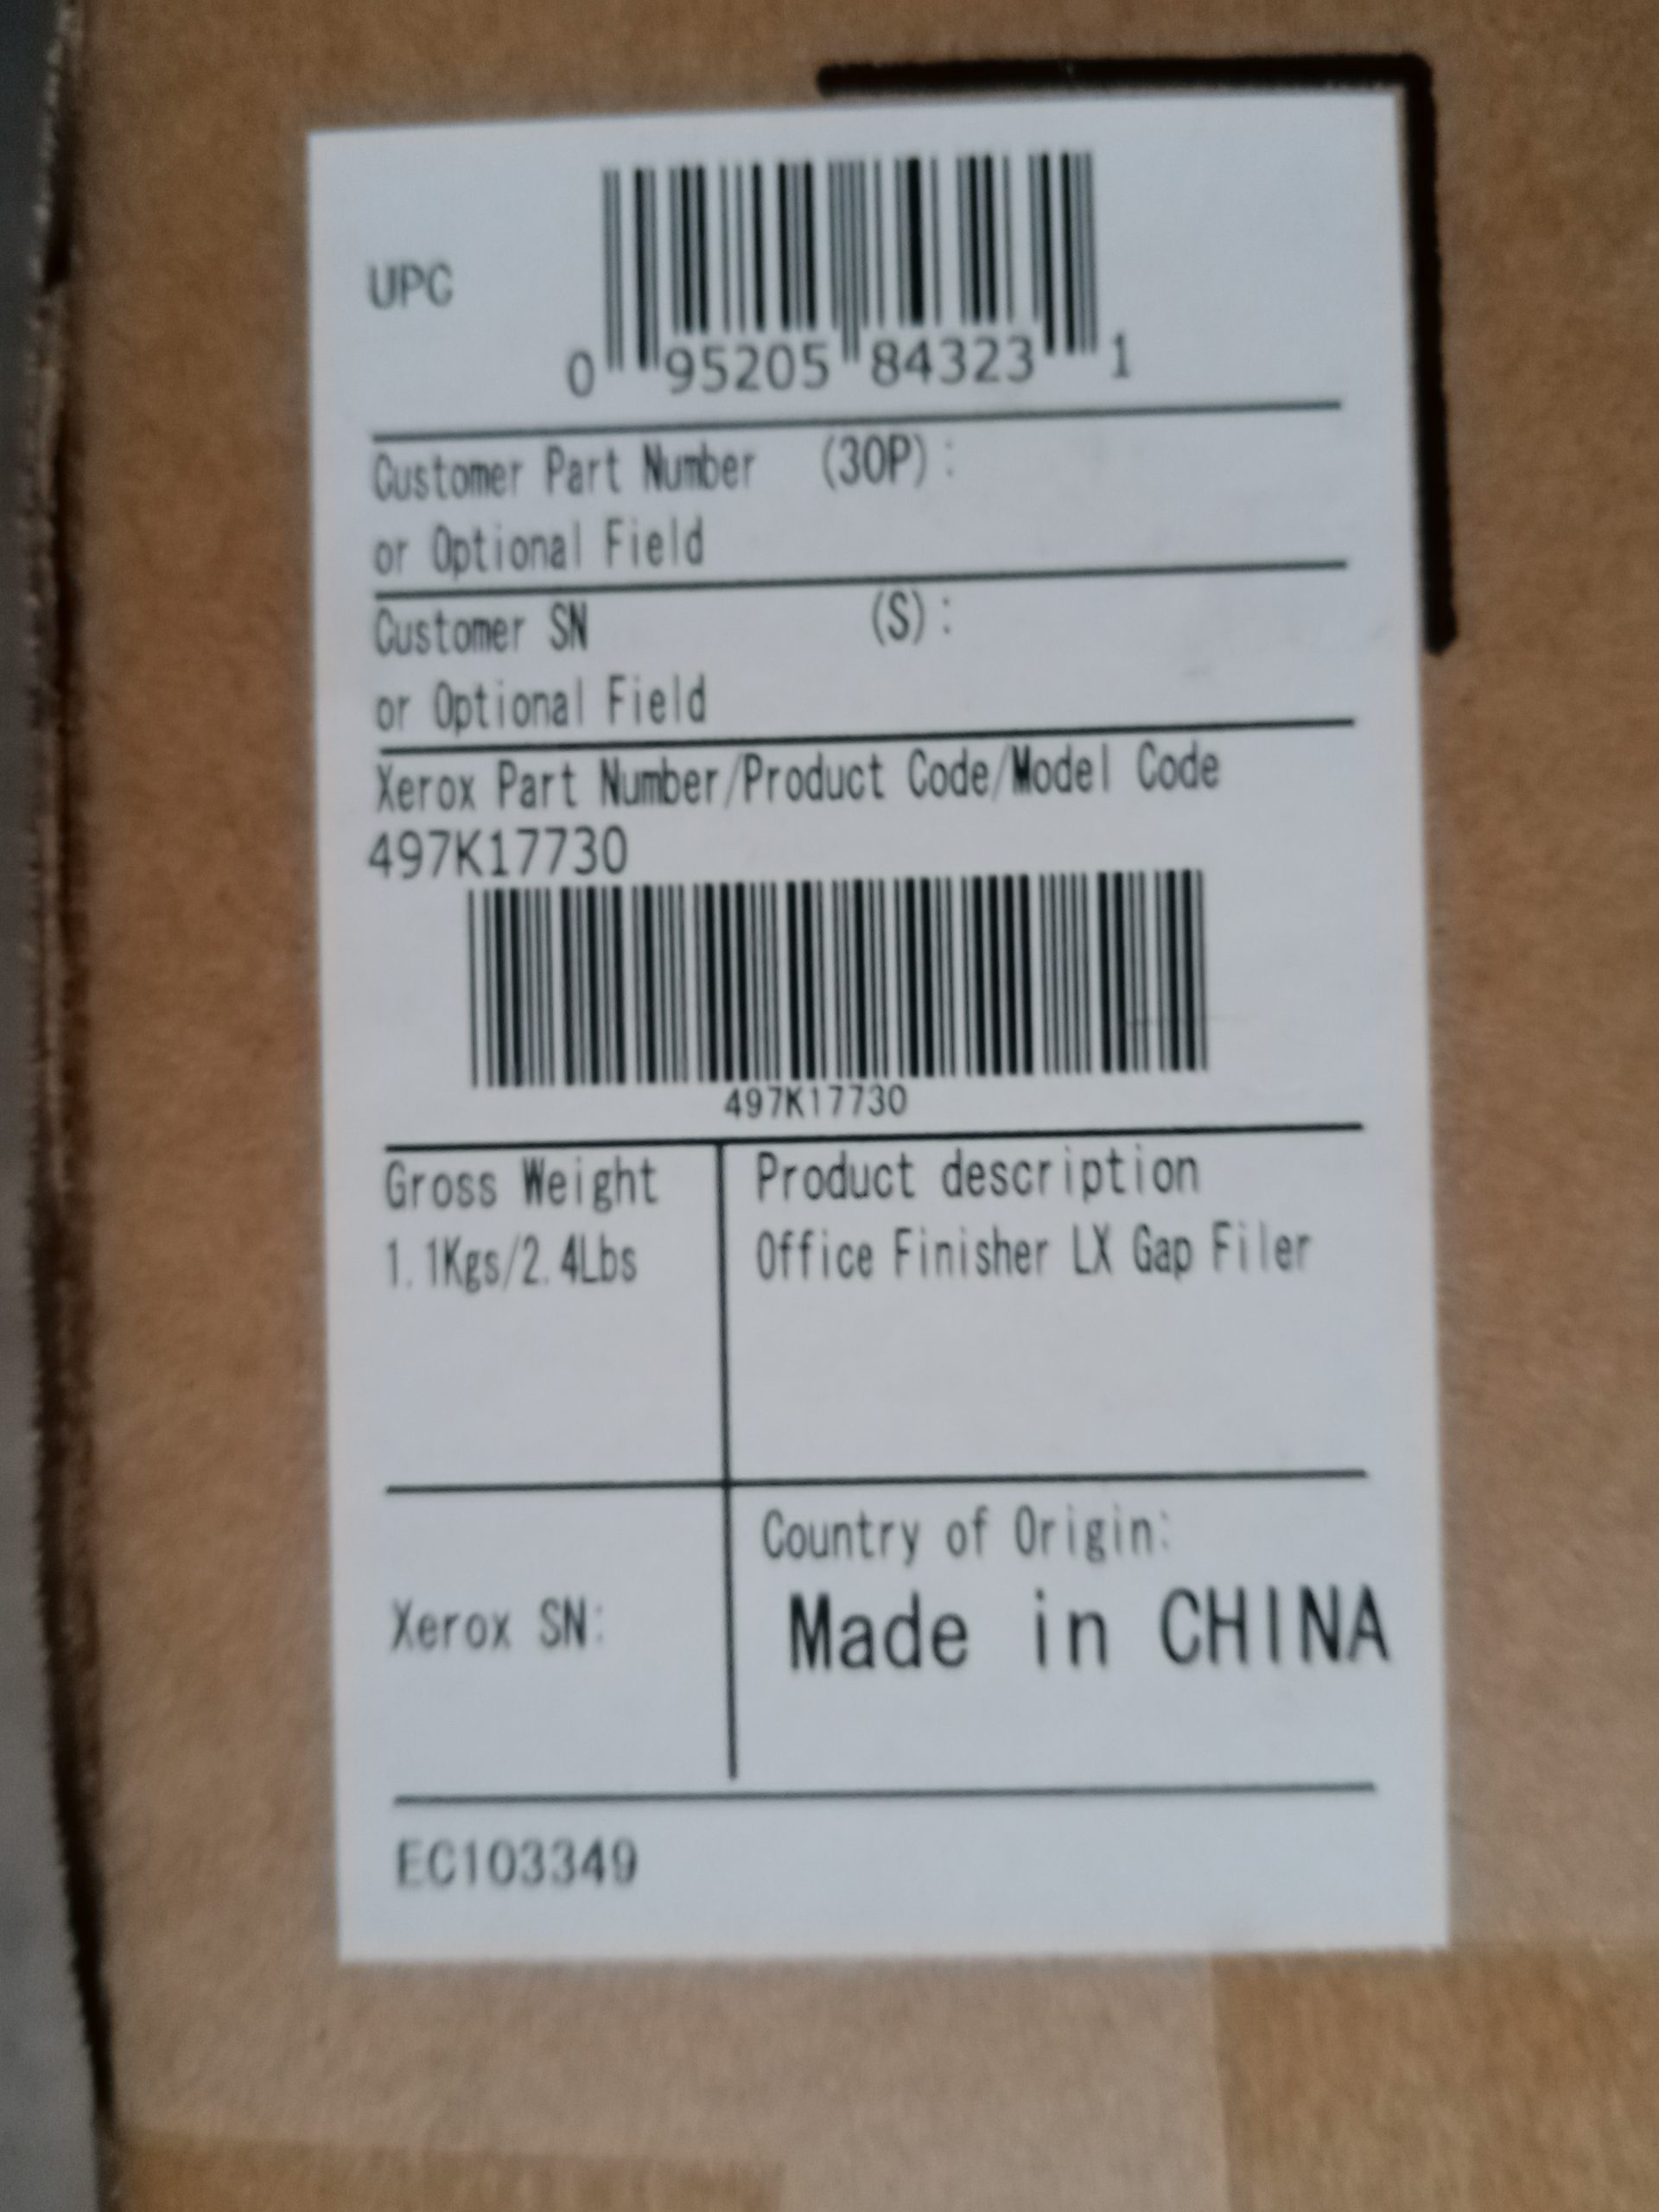 UPC
0 95205 84323 1
Customer Part Number (30P):
or Optional Field
Customer SN (S):
or Optional Field
Xerox Part Number/Product Code/Model Code
497K17730
497K17730
Gross Weight
1.1Kgs/2.4Lbs
Product description
Office Finisher LX Gap Filer
Xerox SN:
Country of Origin:
Made in CHINA
EC103349